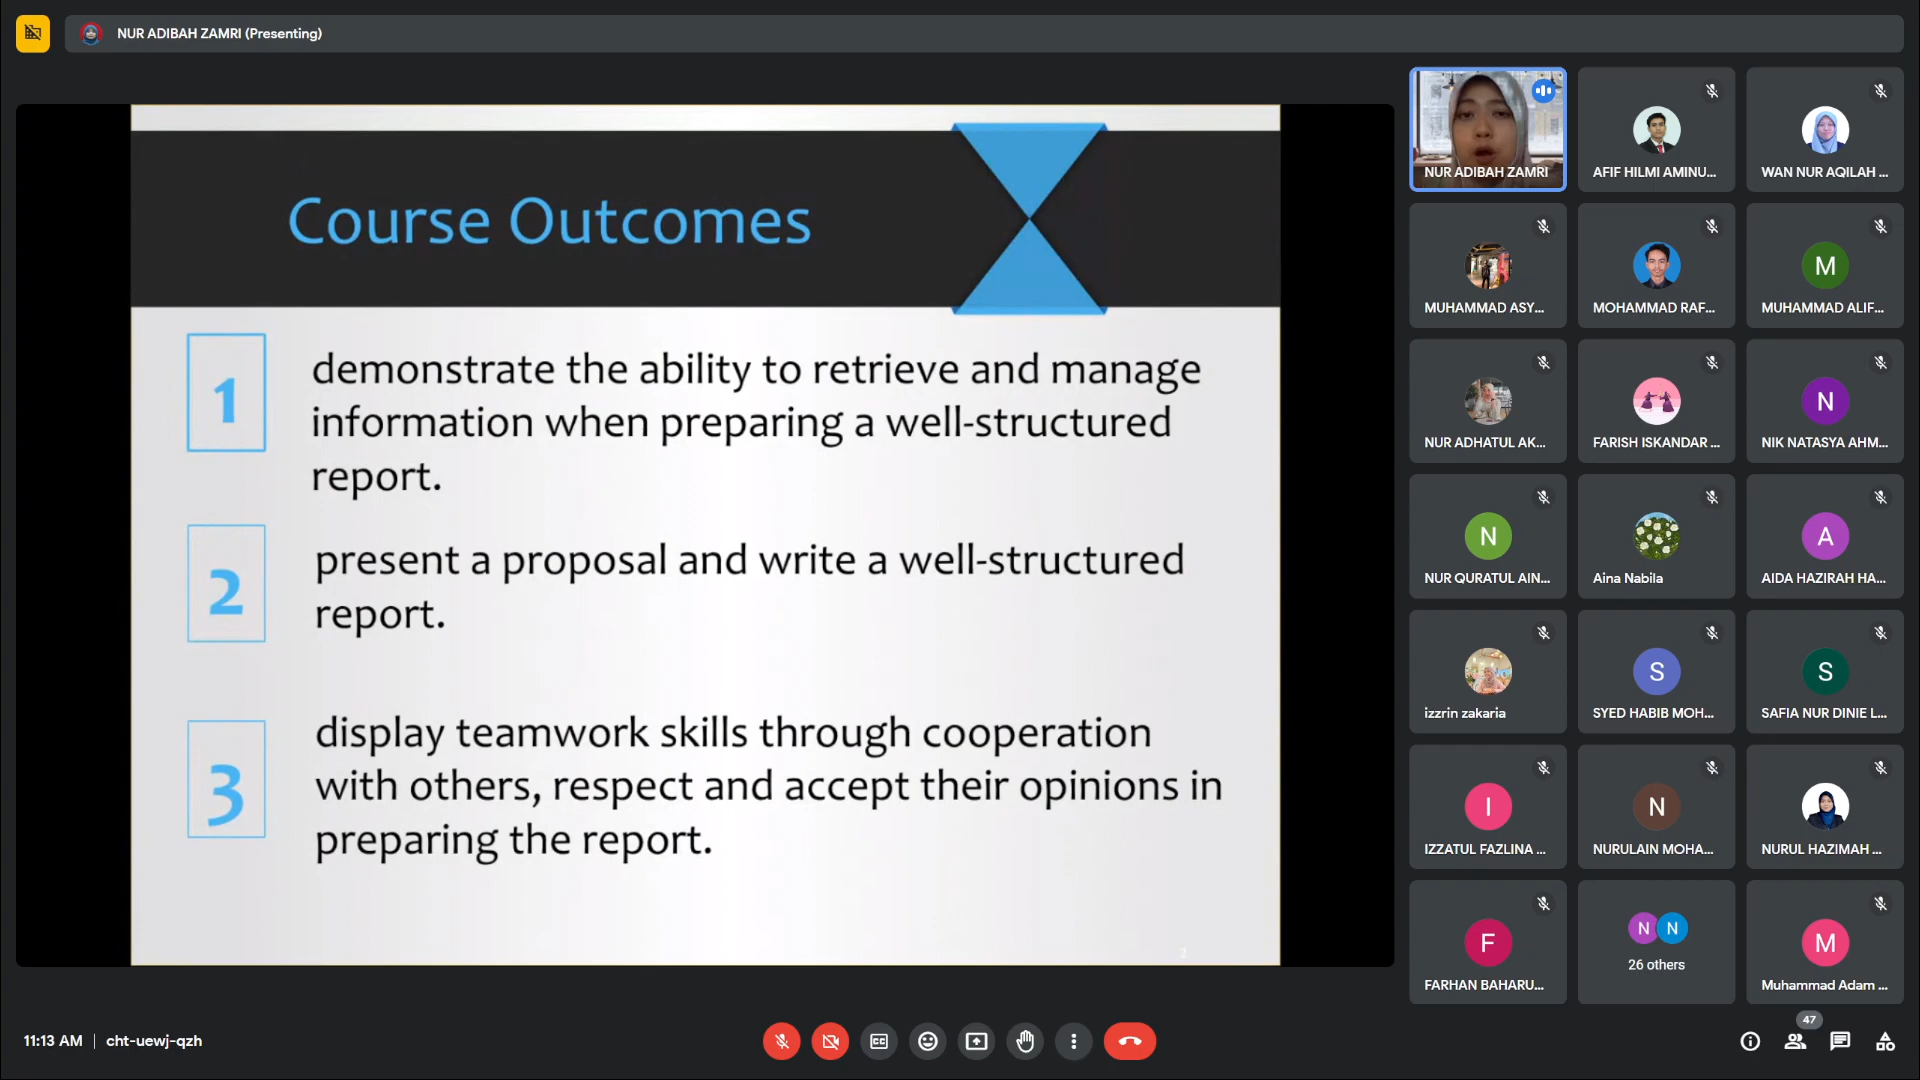 NUR ADIBAH ZAMRI (Presenting)
Course Outcomes
1
demonstrate the ability to retrieve and manage
information when preparing a well-structured
report.
2
present a proposal and write a well-structured
report.
3
display teamwork skills through cooperation
with others, respect and accept their opinions in
preparing the report.
2
NUR ADIBAH ZAMRI
AFIF HILMI AMINU...
WAN NUR AQILAH ...
MUHAMMAD ASY...
MOHAMMAD RAF...
M
MUHAMMAD ALIF...
NUR ADHATUL AK...
FARISH ISKANDAR ...
N
NIK NATASYA AHM...
N
NUR QURATUL AIN...
Aina Nabila
A
AIDA HAZIRAH HA...
izzrin zakaria
S
SYED HABIB MOH...
S
SAFIA NUR DINIE L...
I
IZZATUL FAZLINA ...
N
NURULAIN MOHA...
NURUL HAZIMAH ...
F
FARHAN BAHARU...
N N
26 others
M
Muhammad Adam ...
11:13 AM | cht-uewj-qzh
CC
47